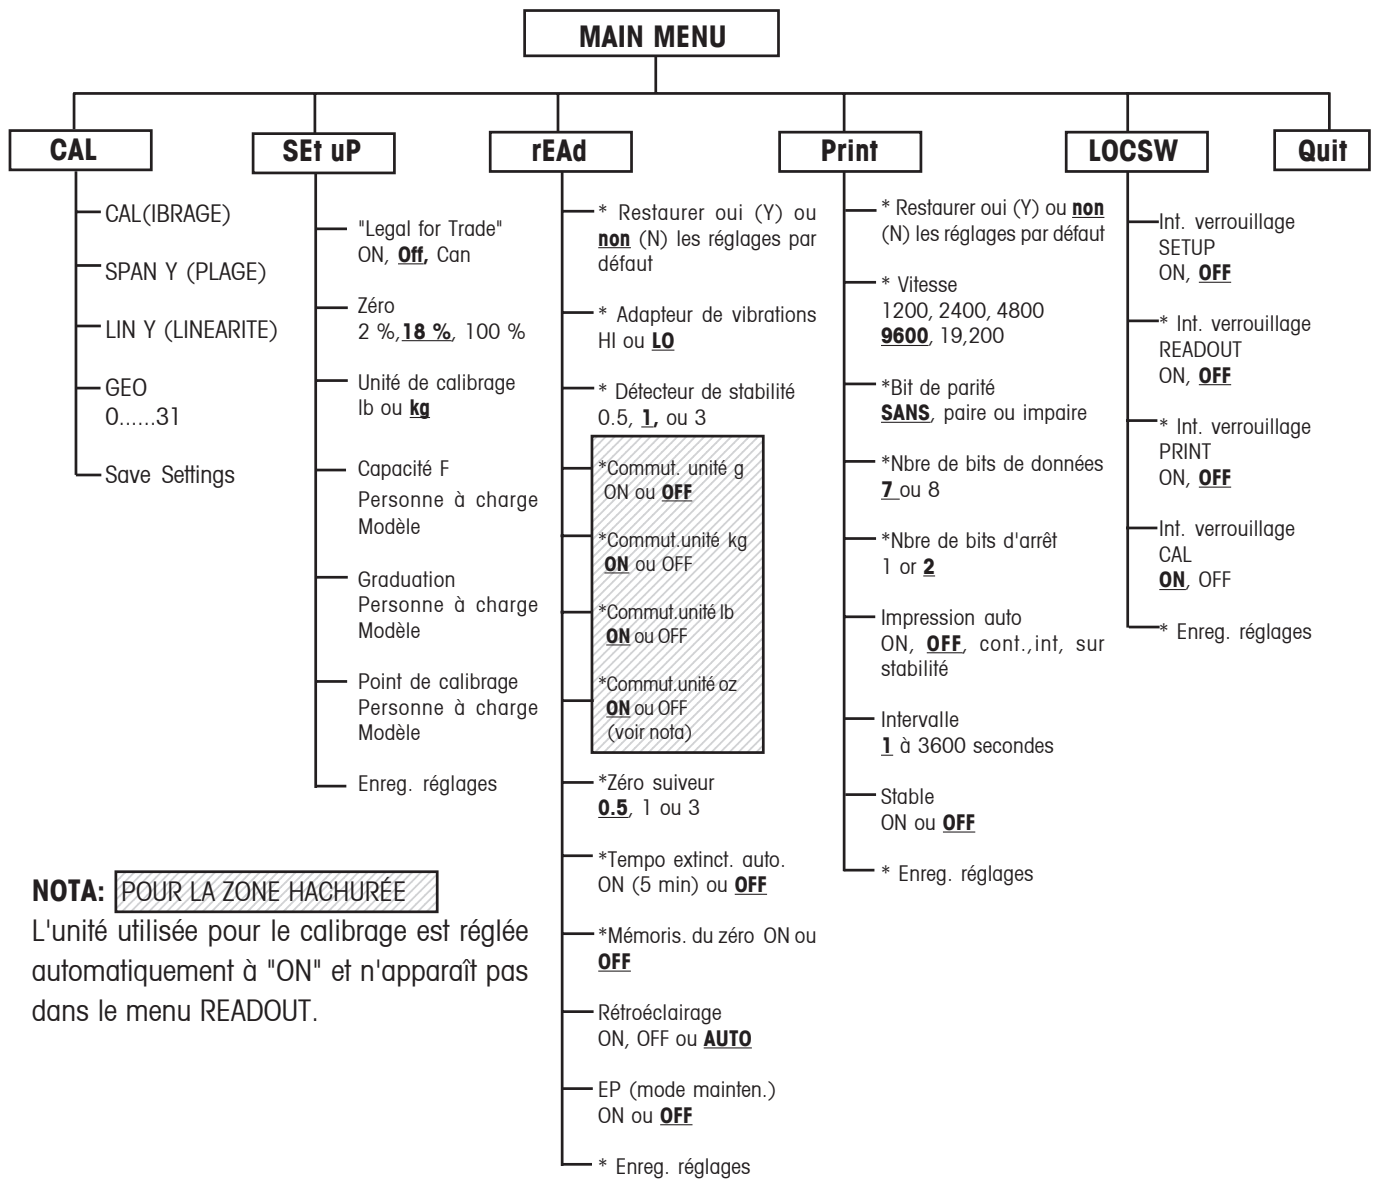 MAIN MENU
CAL
SEt uP
rEAd
Print
LOCSW
Quit
CAL(IBRAGE)
SPAN Y (PLAGE)
LIN Y (LINEARITE)
GEO
0......31
Save Settings
"Legal for Trade"
ON, Off, Can
Zéro
2 %, 18 %, 100 %
Unité de calibrage
lb ou kg
Capacité F
Personne à charge
Modèle
Graduation
Personne à charge
Modèle
Point de calibrage
Personne à charge
Modèle
Enreg. réglages
* Restaurer oui (Y) ou
non (N) les réglages par
défaut
* Adapteur de vibrations
HI ou LO
* Détecteur de stabilité
0.5, 1, ou 3
*Commut. unité g
ON ou OFF
*Commut.unité kg
ON ou OFF
*Commut.unité lb
ON ou OFF
*Commut.unité oz
ON ou OFF
(voir nota)
*Zéro suiveur
0.5, 1 ou 3
*Tempo extinct. auto.
ON (5 min) ou OFF
*Mémoris. du zéro ON ou
OFF
Rétroéclairage
ON, OFF ou AUTO
EP (mode mainten.)
ON ou OFF
* Enreg. réglages
* Restaurer oui (Y) ou non
(N) les réglages par défaut
* Vitesse
1200, 2400, 4800
9600, 19,200
*Bit de parité
SANS, paire ou impaire
*Nbre de bits de données
7 ou 8
*Nbre de bits d'arrêt
1 or 2
Impression auto
ON, OFF, cont.,int, sur
stabilité
Intervalle
1 à 3600 secondes
Stable
ON ou OFF
* Enreg. réglages
Int. verrouillage
SETUP
ON, OFF
* Int. verrouillage
READOUT
ON, OFF
* Int. verrouillage
PRINT
ON, OFF
Int. verrouillage
CAL
ON, OFF
* Enreg. réglages
NOTA: POUR LA ZONE HACHURÉE
L'unité utilisée pour le calibrage est réglée
automatiquement à "ON" et n'apparaît pas
dans le menu READOUT.